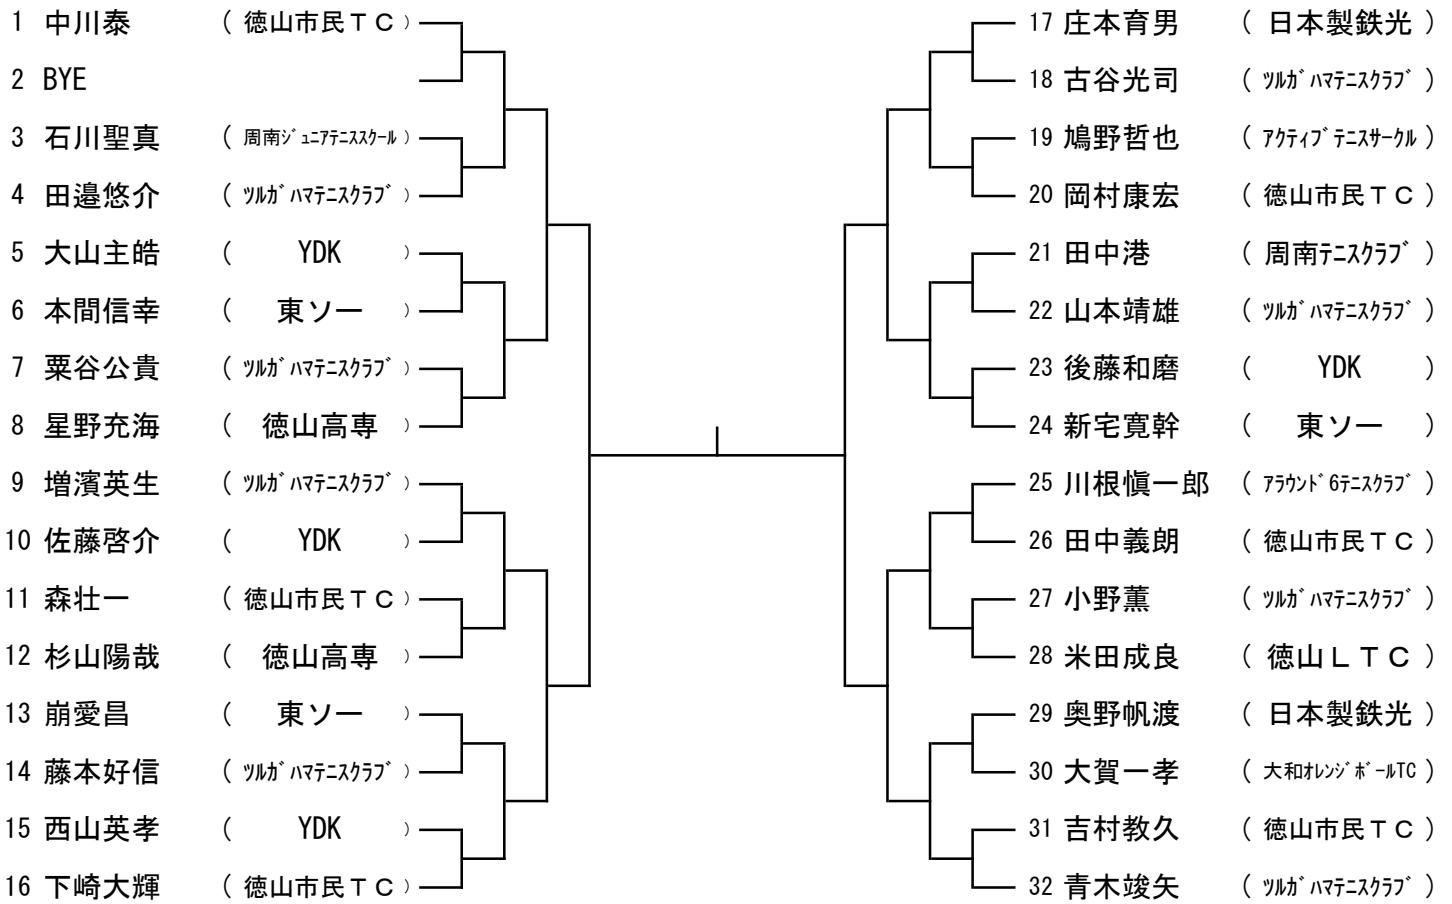 1 中川泰 ( 徳山市民ＴＣ )
2 BYE
3 石川聖真 ( 周南ｼﾞｭﾆｱﾃﾆｽｽｸｰﾙ )
4 田邉悠介 ( ﾂﾙｶﾞﾊﾏﾃﾆｽｸﾗﾌﾞ )
5 大山主皓 ( YDK )
6 本間信幸 ( 東ソー )
7 粟谷公貴 ( ﾂﾙｶﾞﾊﾏﾃﾆｽｸﾗﾌﾞ )
8 星野充海 ( 徳山高専 )
9 増濱英生 ( ﾂﾙｶﾞﾊﾏﾃﾆｽｸﾗﾌﾞ )
10 佐藤啓介 ( YDK )
11 森壮一 ( 徳山市民ＴＣ )
12 杉山陽哉 ( 徳山高専 )
13 崩愛昌 ( 東ソー )
14 藤本好信 ( ﾂﾙｶﾞﾊﾏﾃﾆｽｸﾗﾌﾞ )
15 西山英孝 ( YDK )
16 下崎大輝 ( 徳山市民ＴＣ )
17 庄本育男 ( 日本製鉄光 )
18 古谷光司 ( ﾂﾙｶﾞﾊﾏﾃﾆｽｸﾗﾌﾞ )
19 鳩野哲也 ( ｱｸﾃｨﾌﾞﾃﾆｽｻｰｸﾙ )
20 岡村康宏 ( 徳山市民ＴＣ )
21 田中港 ( 周南ﾃﾆｽｸﾗﾌﾞ )
22 山本靖雄 ( ﾂﾙｶﾞﾊﾏﾃﾆｽｸﾗﾌﾞ )
23 後藤和磨 ( YDK )
24 新宅寛幹 ( 東ソー )
25 川根愼一郎 ( ｱﾗｳﾝﾄﾞ6ﾃﾆｽｸﾗﾌﾞ )
26 田中義朗 ( 徳山市民ＴＣ )
27 小野薫 ( ﾂﾙｶﾞﾊﾏﾃﾆｽｸﾗﾌﾞ )
28 米田成良 ( 徳山ＬＴＣ )
29 奥野帆渡 ( 日本製鉄光 )
30 大賀一孝 ( 大和ｵﾚﾝｼﾞﾎﾞｰﾙTC )
31 吉村教久 ( 徳山市民ＴＣ )
32 青木竣矢 ( ﾂﾙｶﾞﾊﾏﾃﾆｽｸﾗﾌﾞ )